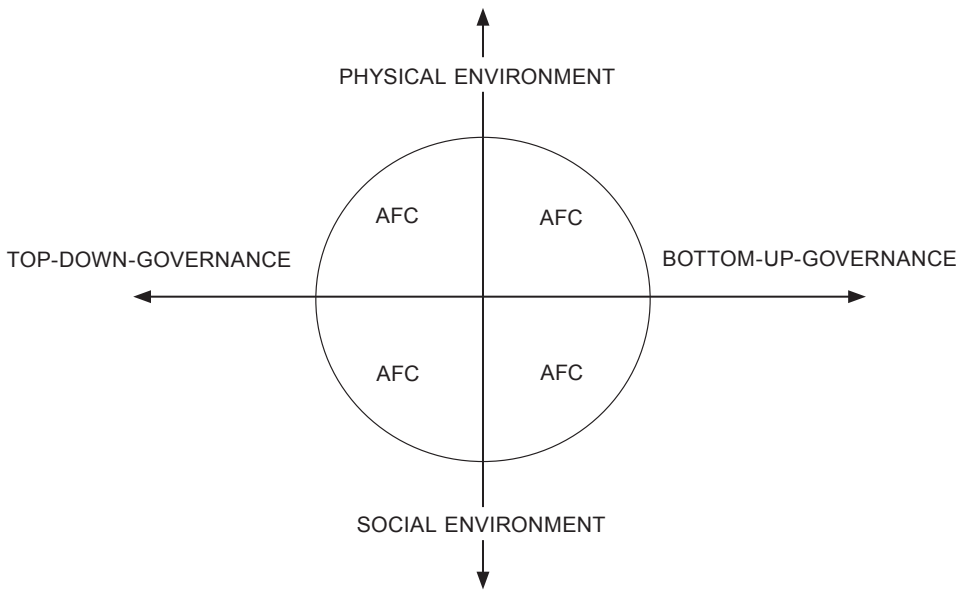 PHYSICAL ENVIRONMENT
AFC
AFC
TOP-DOWN-GOVERNANCE
BOTTOM-UP-GOVERNANCE
AFC
AFC
SOCIAL ENVIRONMENT